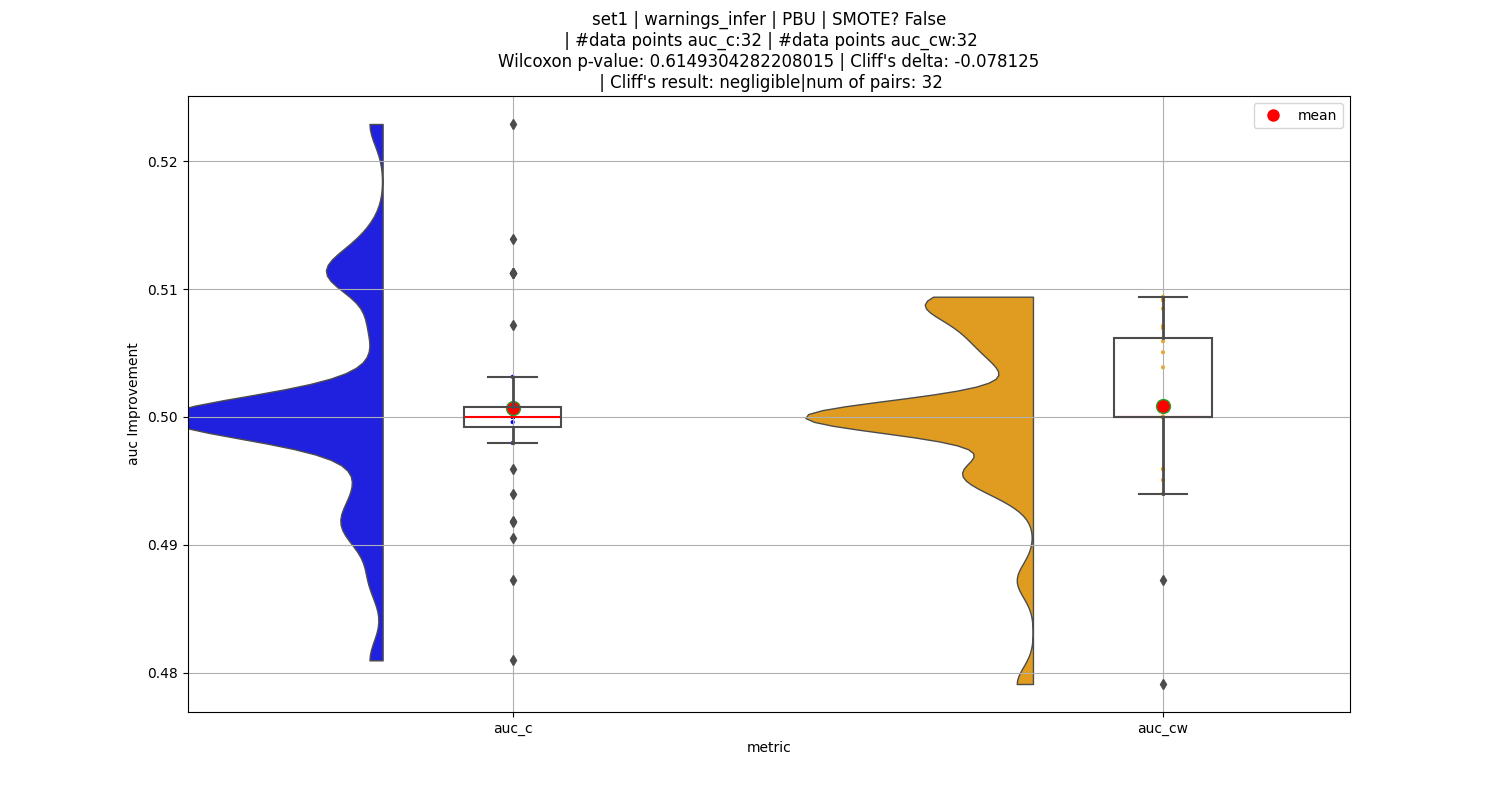 set1 | warnings_infer | PBU | SMOTE? False
| #data points auc_c:32 | #data points auc_cw:32
Wilcoxon p-value: 0.6149304282208015 | Cliff's delta: -0.078125
| Cliff's result: negligible|num of pairs: 32
mean
0.52
0.51
0.50
0.49
0.48
auc Improvement
auc_c
auc_cw
metric